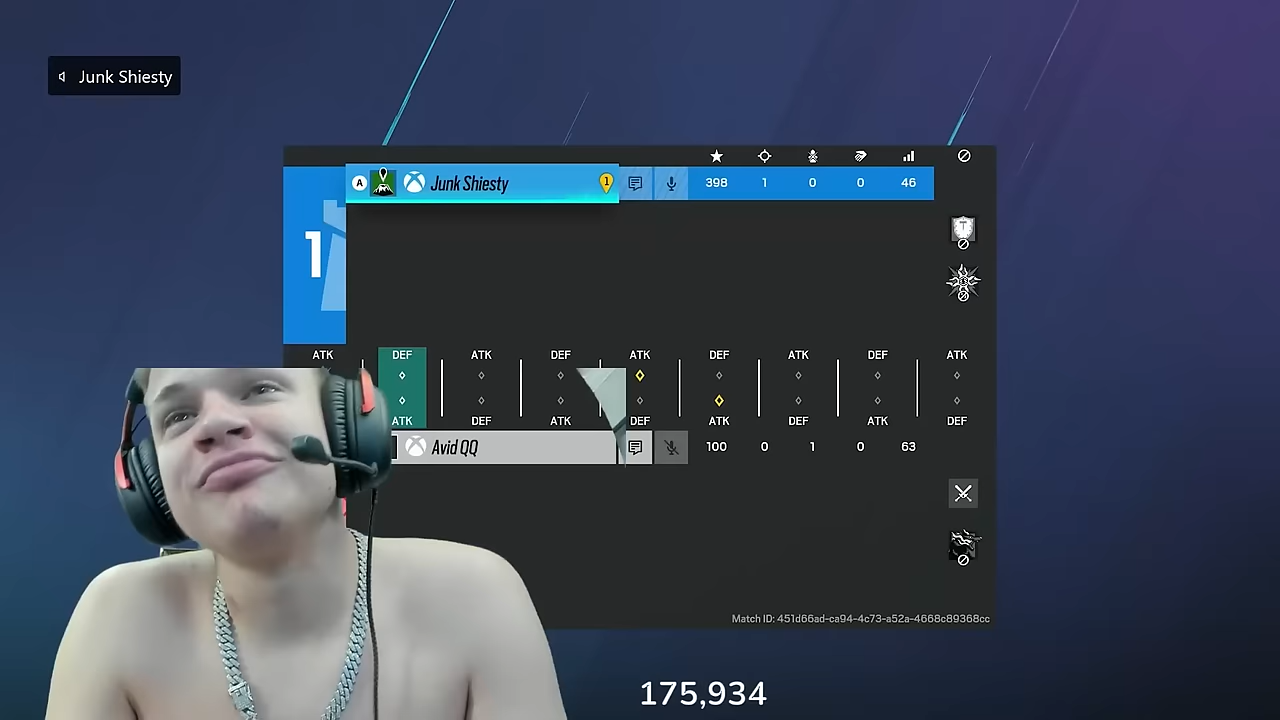 Junk Shiesty
A Junk Shiesty 1 398 1 0 0 46
1
ATK DEF ATK DEF ATK DEF ATK DEF ATK
ATK DEF ATK DEF ATK DEF ATK DEF
Avid QQ 100 0 1 0 63
Match ID: 451d66ad-ca94-4c73-a52a-4668c89368cc
175,934